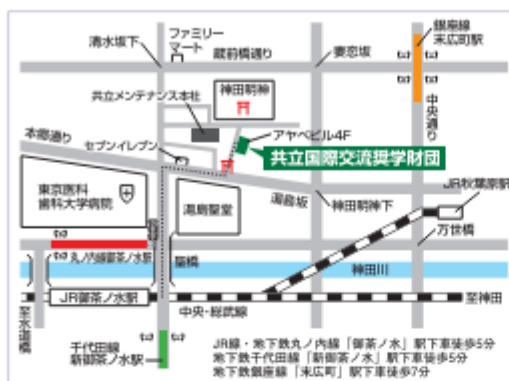 銀座線
末広町駅
ファミリー
マート
清水坂下
蔵前橋通り
妻恋坂
中央通り
神田明神
共立メンテナンス本社
本郷通り
アヤベビル4F
セブンイレブン
共立国際交流奨学財団
JR秋葉原駅
東京医科
歯科大学病院
湯島聖堂
湯島坂
神田明神下
万世橋
丸ノ内線御茶ノ水駅
聖橋
神田川
JR御茶ノ水駅
中央・総武線
至神田
至水道橋
千代田線
新御茶ノ水駅
JR線・地下鉄丸ノ内線「御茶ノ水」駅下車徒歩5分
地下鉄千代田線「新御茶ノ水」駅下車徒歩5分
地下鉄銀座線「末広町」駅下車徒歩7分